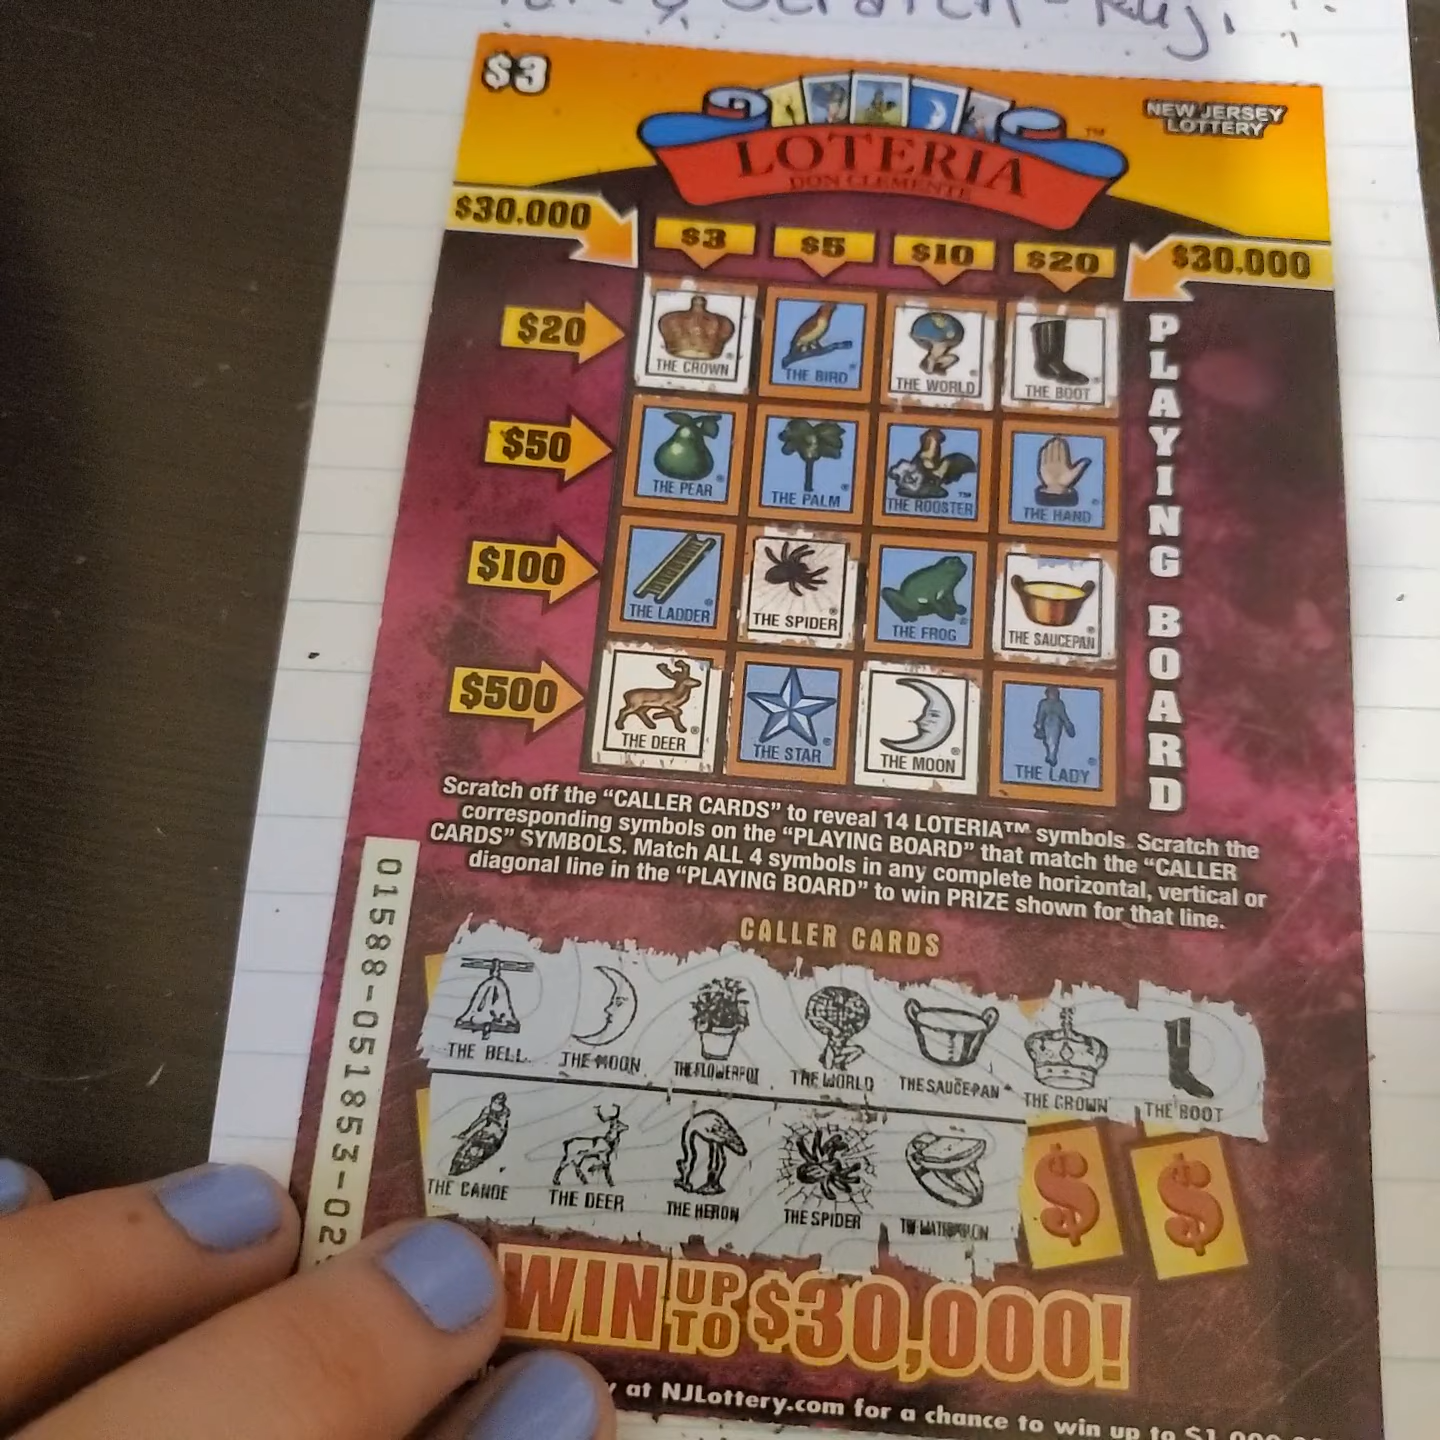 Scratch -
$3
NEW JERSEY
LOTTERY
LOTERIA™
DON CLEMENTE
$30.000
$3 $5 $10 $20
$30.000
$20
THE CROWN THE BIRD THE WORLD THE BOOT
$50
THE PEAR THE PALM THE ROOSTER THE HAND
$100
THE LADDER THE SPIDER THE FROG THE SAUCEPAN
$500
THE DEER THE STAR THE MOON THE LADY
PLAYING BOARD
Scratch off the “CALLER CARDS” to reveal 14 LOTERIA™ symbols. Scratch the
corresponding symbols on the “PLAYING BOARD” that match the “CALLER
CARDS” SYMBOLS. Match ALL 4 symbols in any complete horizontal, vertical or
diagonal line in the “PLAYING BOARD” to win PRIZE shown for that line.
CALLER CARDS
THE BELL THE MOON THE FLOWERPOT THE WORLD THE SAUCEPAN THE CROWN THE BOOT
THE CANOE THE DEER THE HERON THE SPIDER THE WATERMELON
$ $
01588-051853-02
WIN UP TO $30,000!
at NJLottery.com for a chance to win up to $1,000,